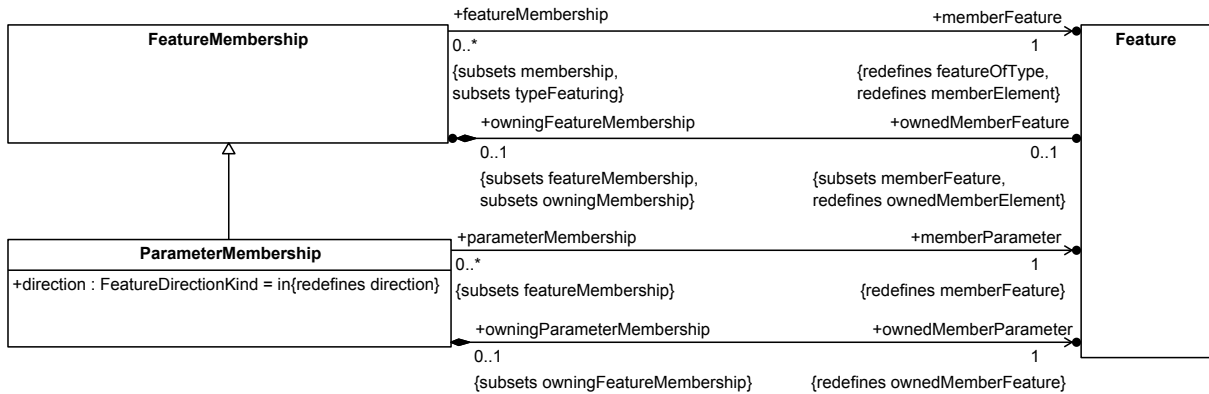 +featureMembership
+memberFeature
FeatureMembership
Feature
0..*
1
{subsets membership,
subsets typeFeaturing}
{redefines featureOfType,
redefines memberElement}
+owningFeatureMembership
+ownedMemberFeature
0..1
0..1
{subsets featureMembership,
subsets owningMembership}
{subsets memberFeature,
redefines ownedMemberElement}
+parameterMembership
+memberParameter
ParameterMembership
0..*
1
+direction : FeatureDirectionKind = in{redefines direction}
{subsets featureMembership}
{redefines memberFeature}
+owningParameterMembership
+ownedMemberParameter
0..1
1
{subsets owningFeatureMembership}
{redefines ownedMemberFeature}